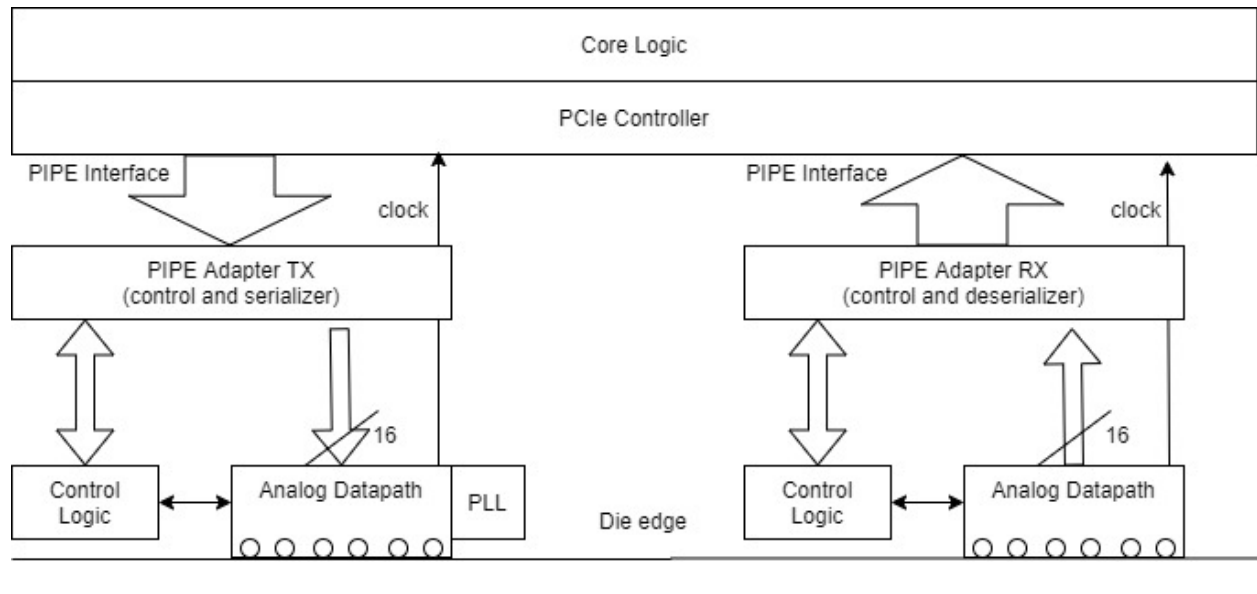 Core Logic
PCIe Controller
PIPE Interface
clock
PIPE Interface
clock
PIPE Adapter TX
(control and serializer)
PIPE Adapter RX
(control and deserializer)
16
16
Control
Logic
Analog Datapath
PLL
Die edge
Control
Logic
Analog Datapath